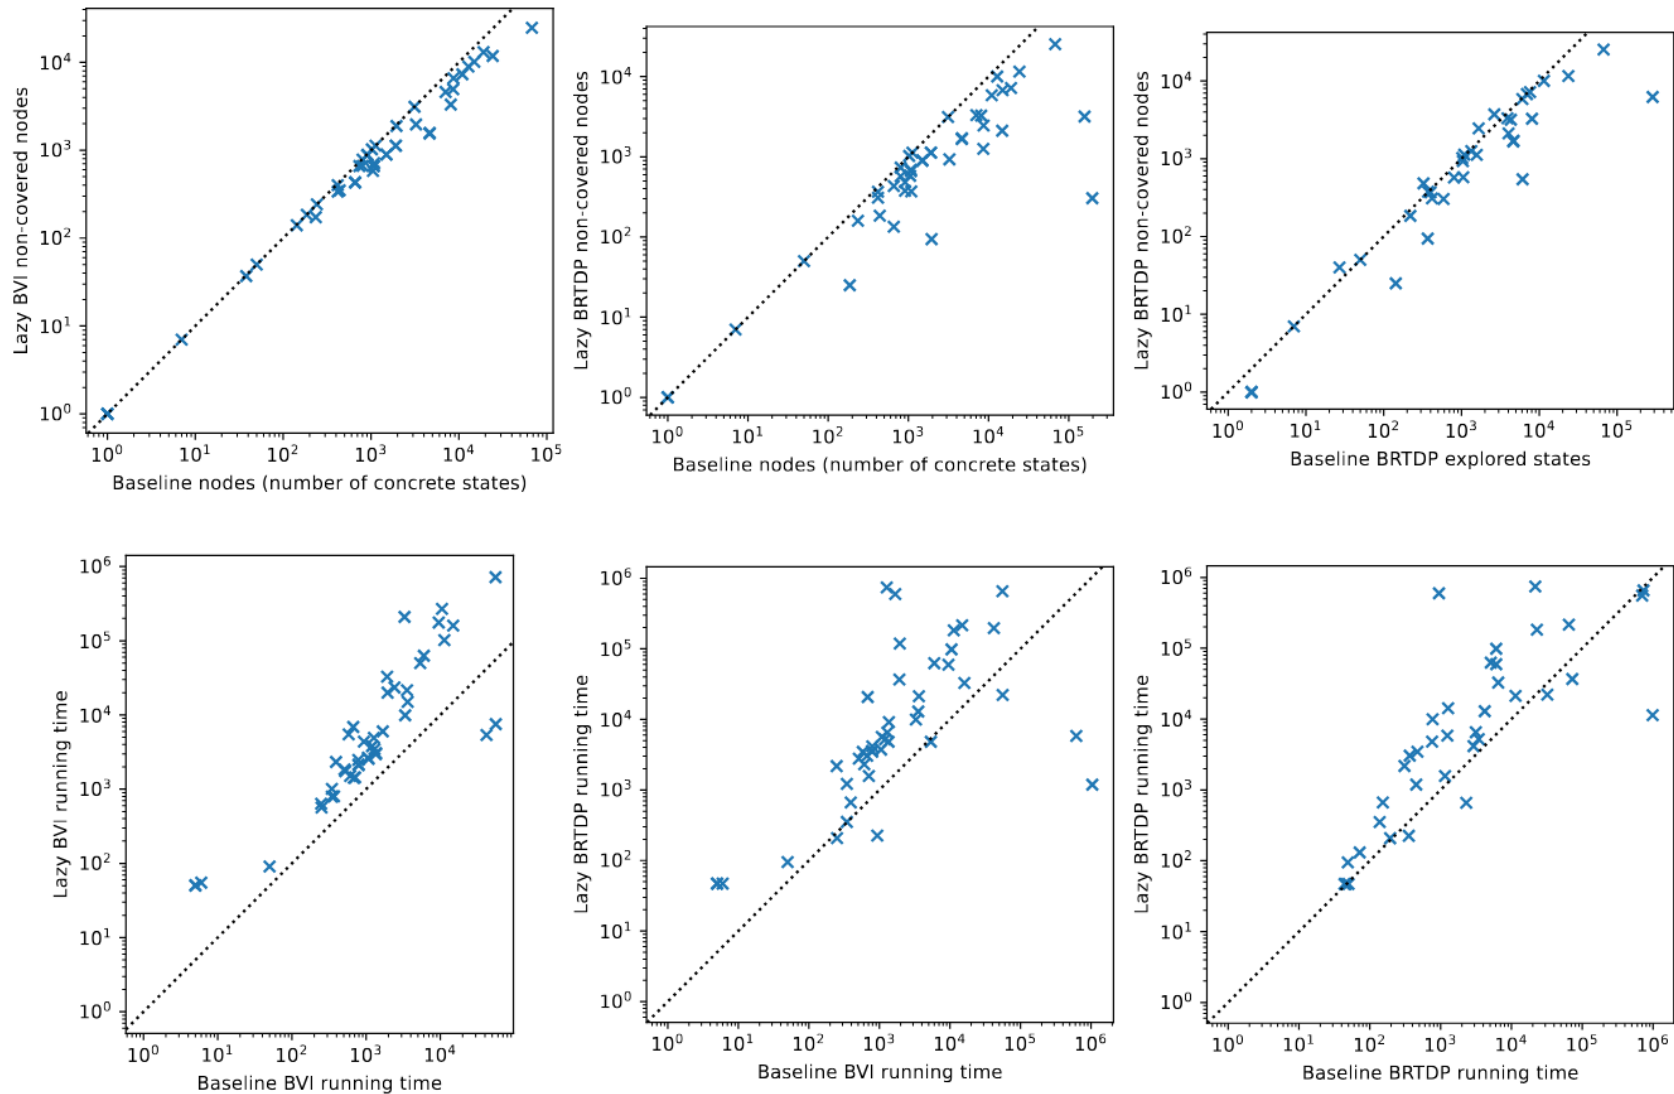 Lazy BVI non-covered nodes
10^4
10^3
10^2
10^1
10^0
10^0 10^1 10^2 10^3 10^4 10^5
Baseline nodes (number of concrete states)
Lazy BRTDP non-covered nodes
10^4
10^3
10^2
10^1
10^0
10^0 10^1 10^2 10^3 10^4 10^5
Baseline nodes (number of concrete states)
Lazy BRTDP non-covered nodes
10^4
10^3
10^2
10^1
10^0
10^0 10^1 10^2 10^3 10^4 10^5
Baseline BRTDP explored states
Lazy BVI running time
10^6
10^5
10^4
10^3
10^2
10^1
10^0
10^0 10^1 10^2 10^3 10^4
Baseline BVI running time
Lazy BRTDP running time
10^6
10^5
10^4
10^3
10^2
10^1
10^0
10^0 10^1 10^2 10^3 10^4 10^5 10^6
Baseline BVI running time
Lazy BRTDP running time
10^6
10^5
10^4
10^3
10^2
10^1
10^0
10^0 10^1 10^2 10^3 10^4 10^5 10^6
Baseline BRTDP running time